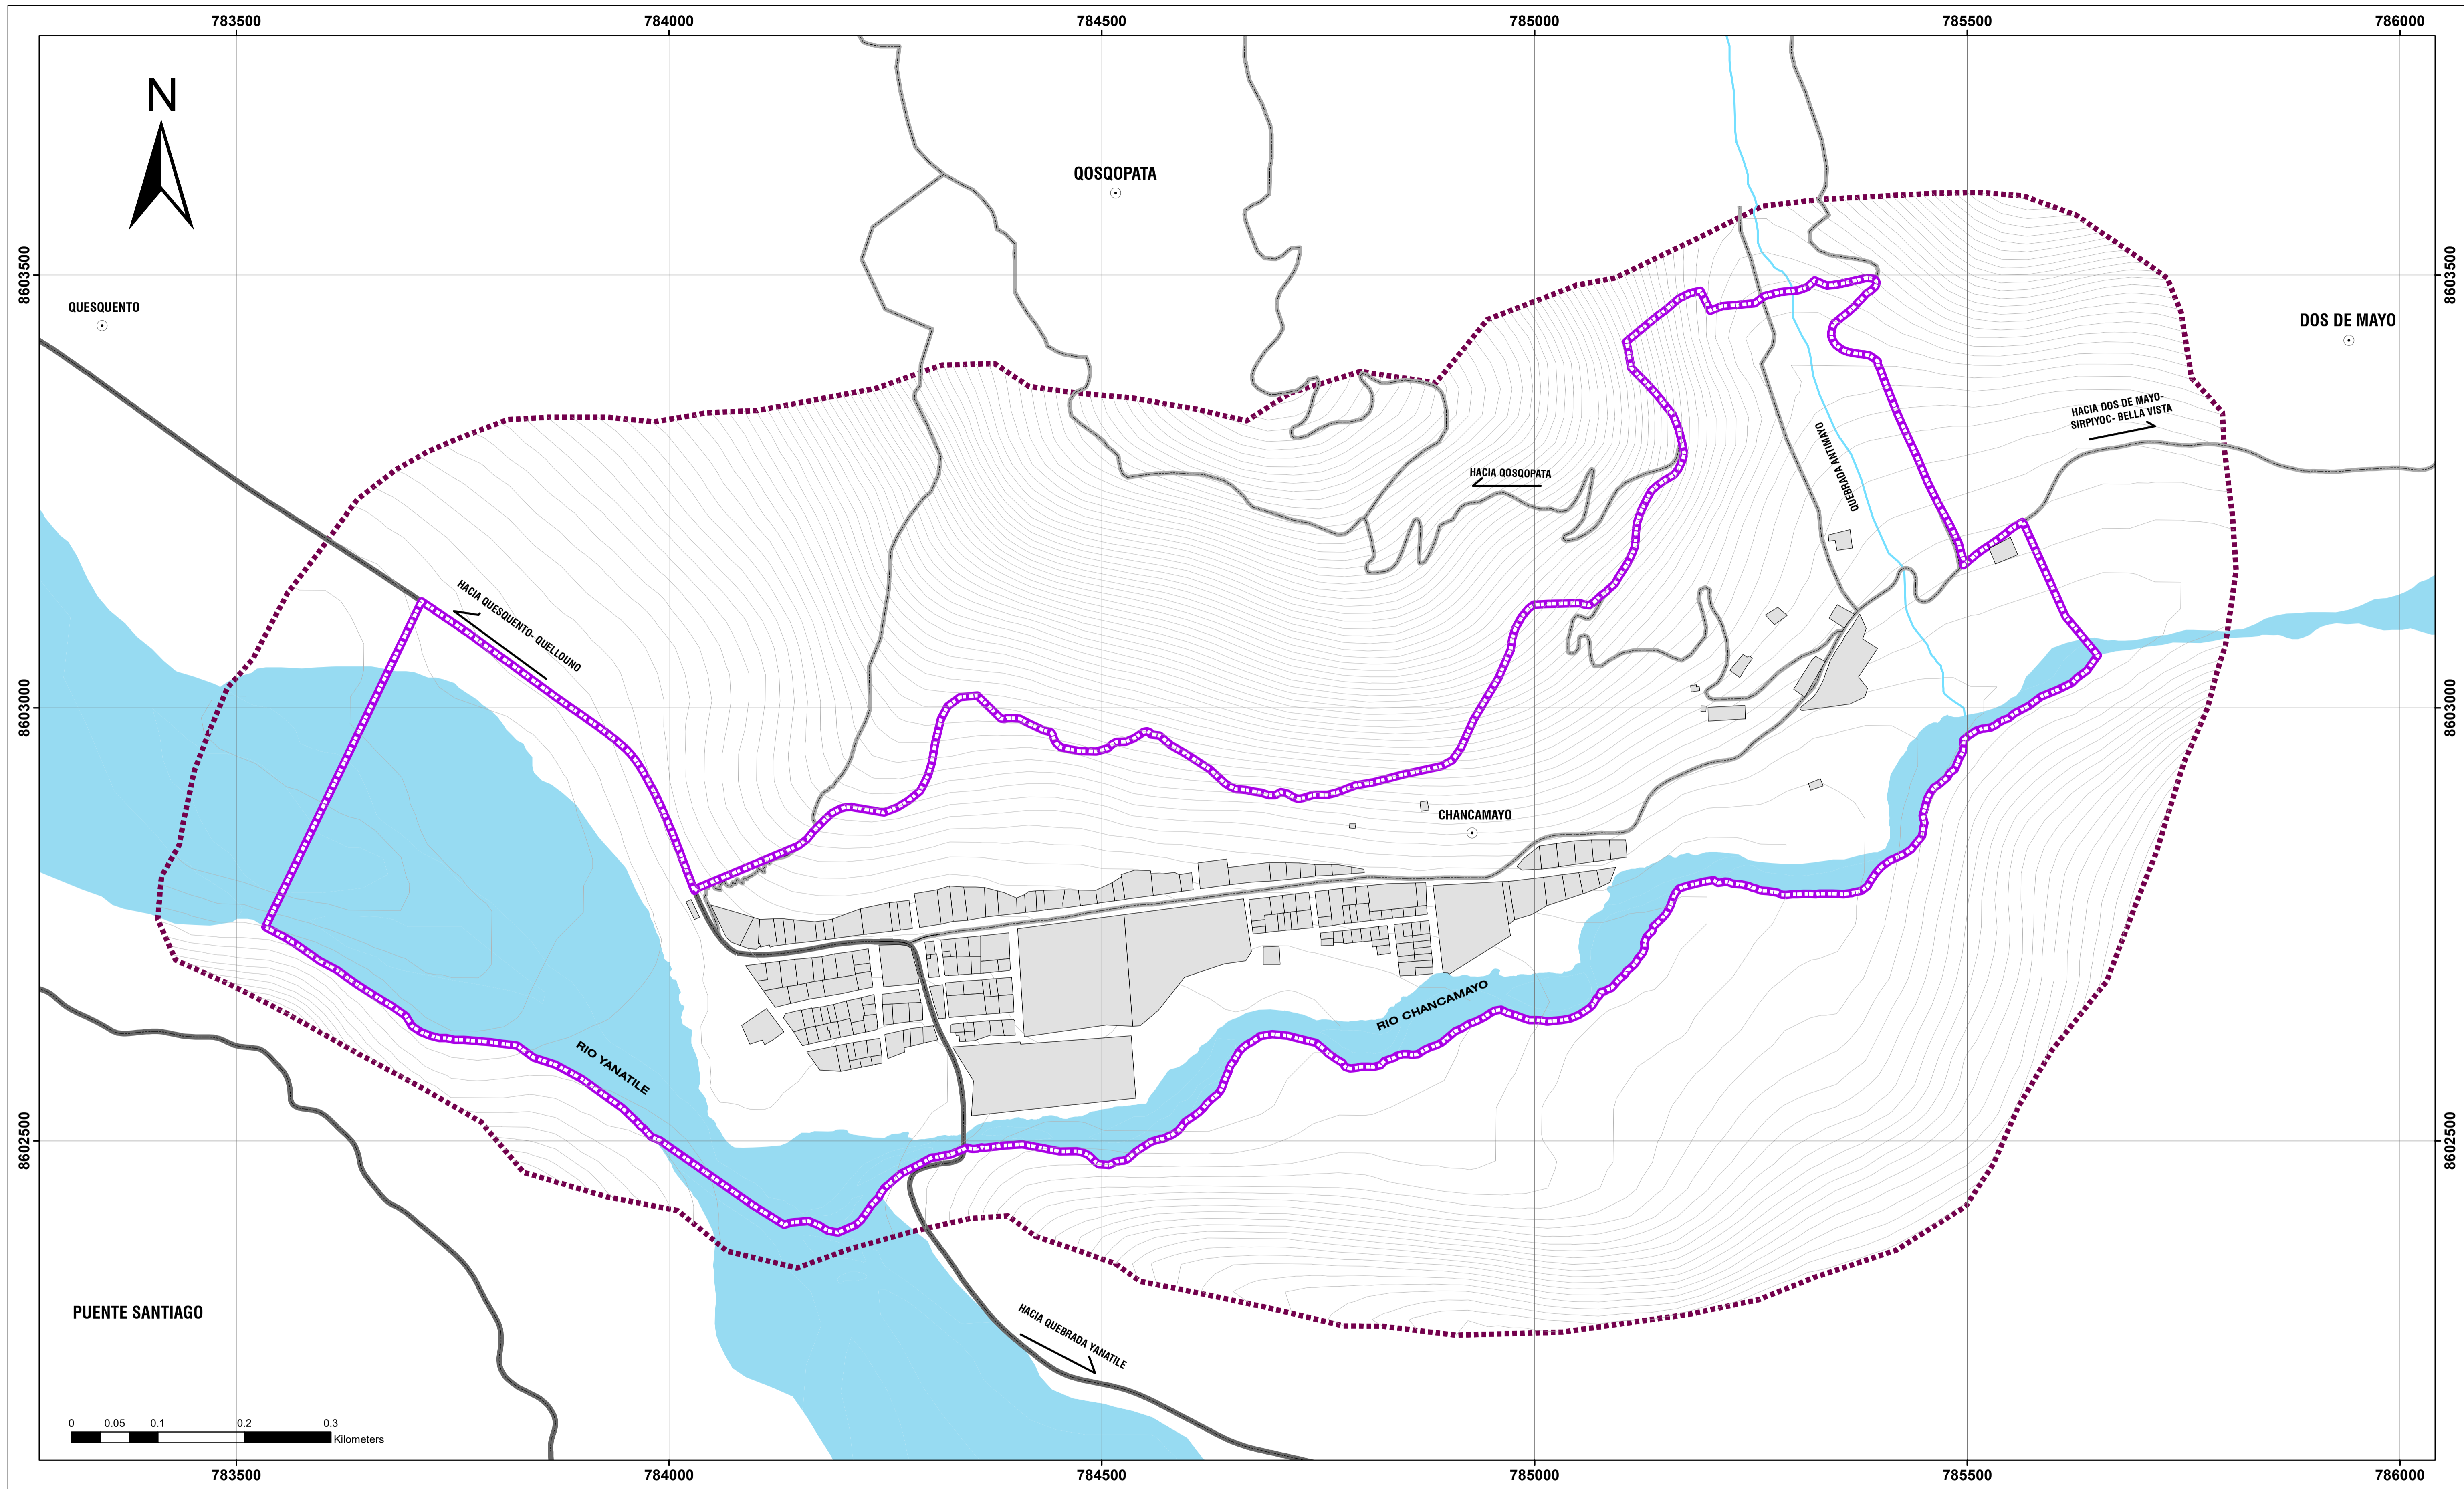 783500
784000
784500
785000
785500
786000
N
QOSQOPATA
8603500
8603500
QUESQUENTO
DOS DE MAYO
HACIA DOS DE MAYO-
SIRPIYOC- BELLA VISTA
HACIA QOSQOPATA
QUEBRADA ANTIMAYO
HACIA QUESQUENTO- QUELLOUNO
8603000
8603000
CHANCAMAYO
RIO CHANCAMAYO
RIO YANATILE
8602500
8602500
PUENTE SANTIAGO
HACIA QUEBRADA YANATILE
0
0.05
0.1
0.2
0.3
Kilometers
783500
784000
784500
785000
785500
786000